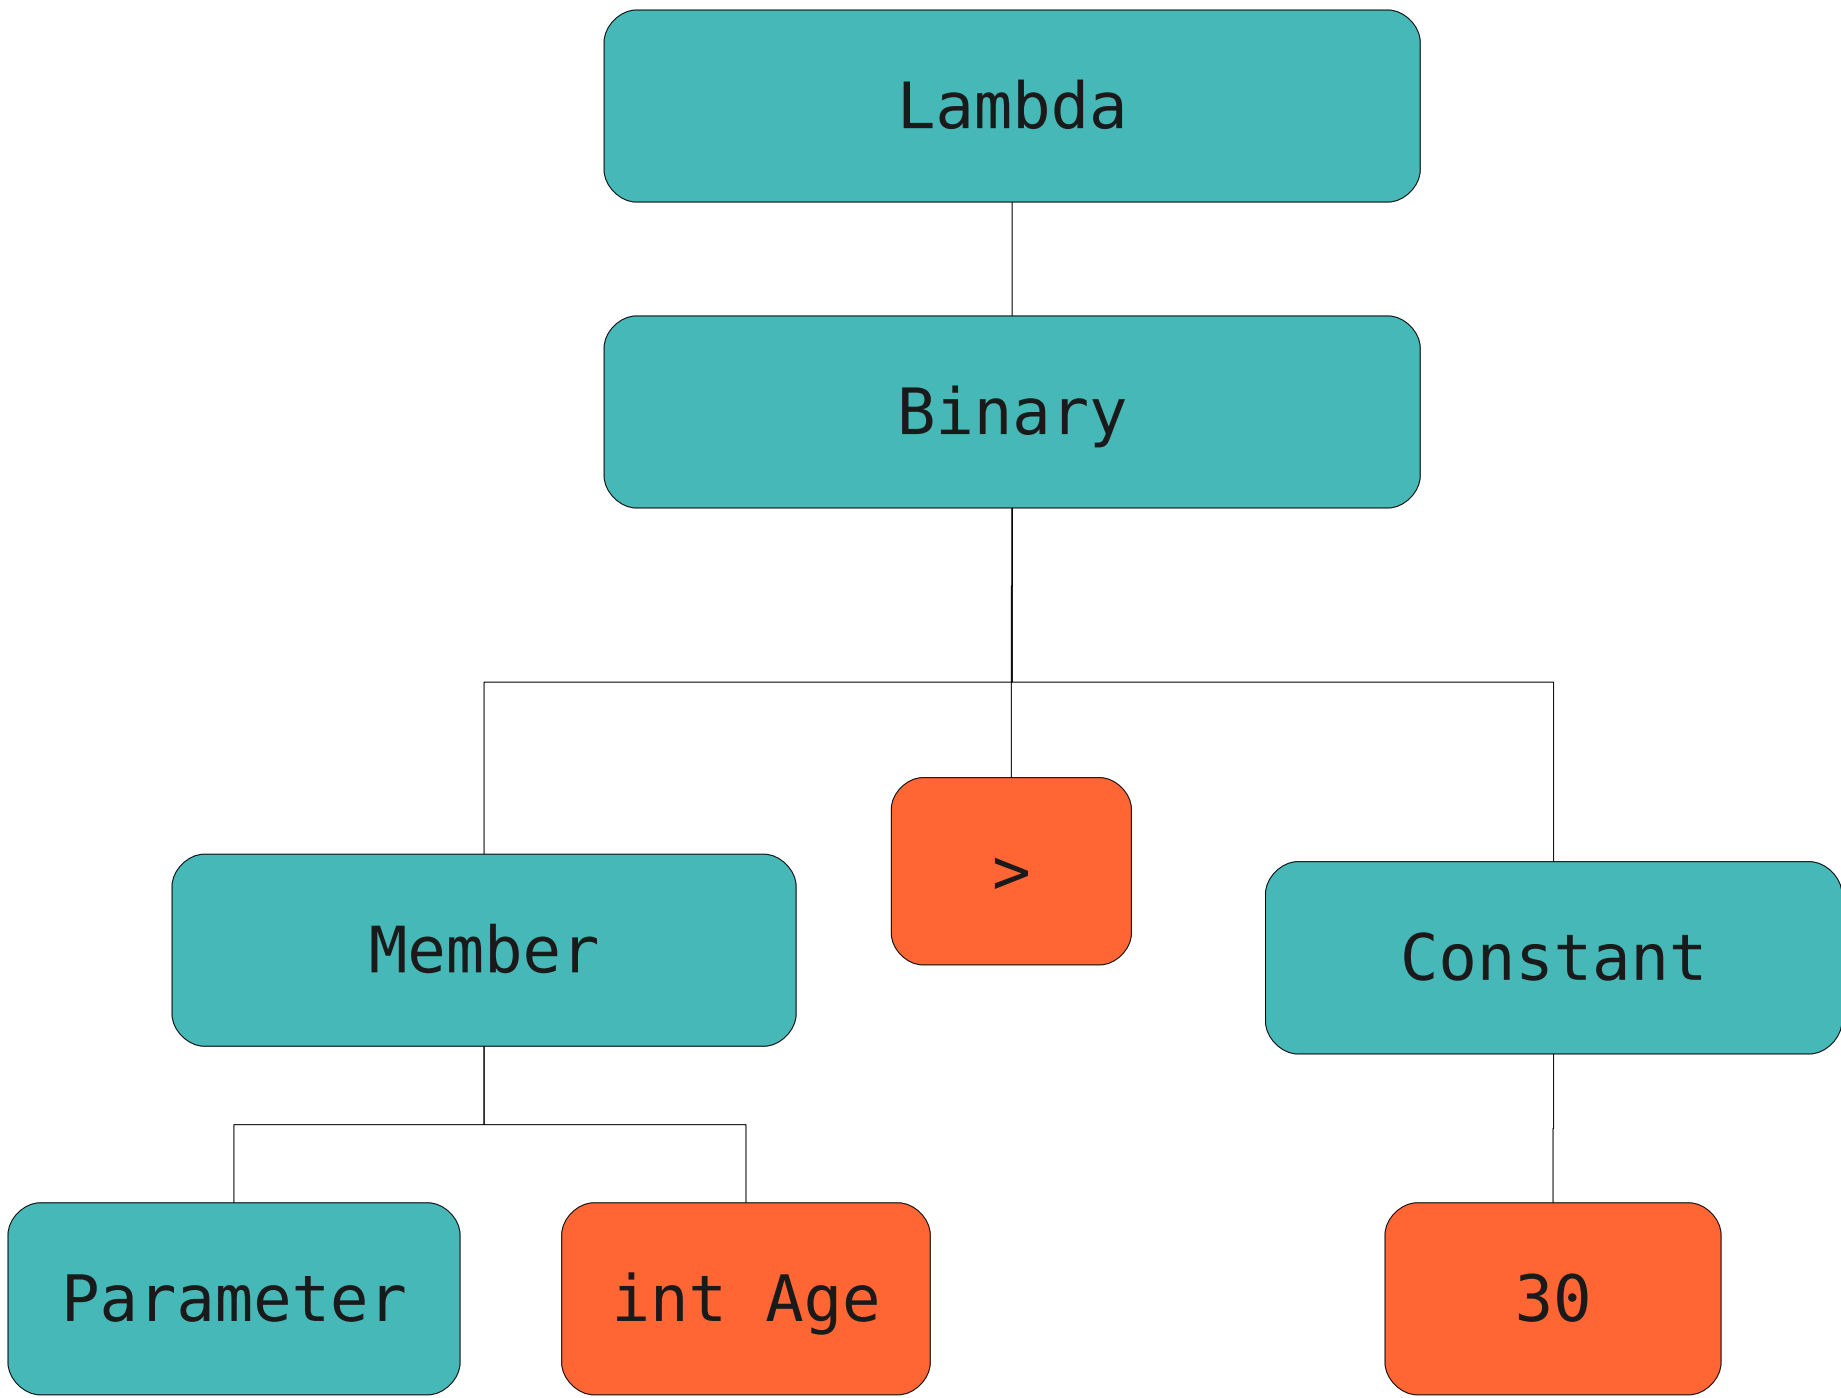 Lambda
Binary
>
Member
Constant
Parameter
int Age
30